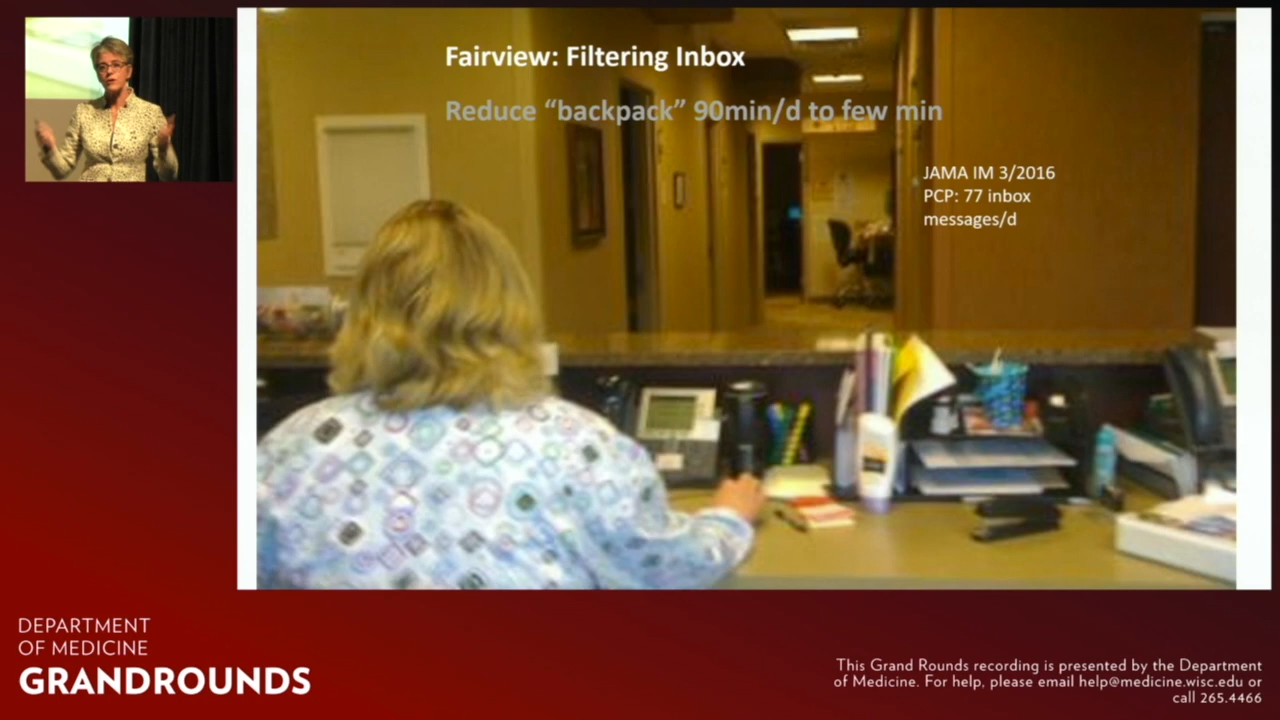 Fairview: Filtering Inbox
Reduce “backpack” 90min/d to few min
JAMA IM 3/2016
PCP: 77 inbox
messages/d
DEPARTMENT
OF MEDICINE
GRANDROUNDS
This Grand Rounds recording is presented by the Department
of Medicine. For help, please email help@medicine.wisc.edu or
call 265.4466